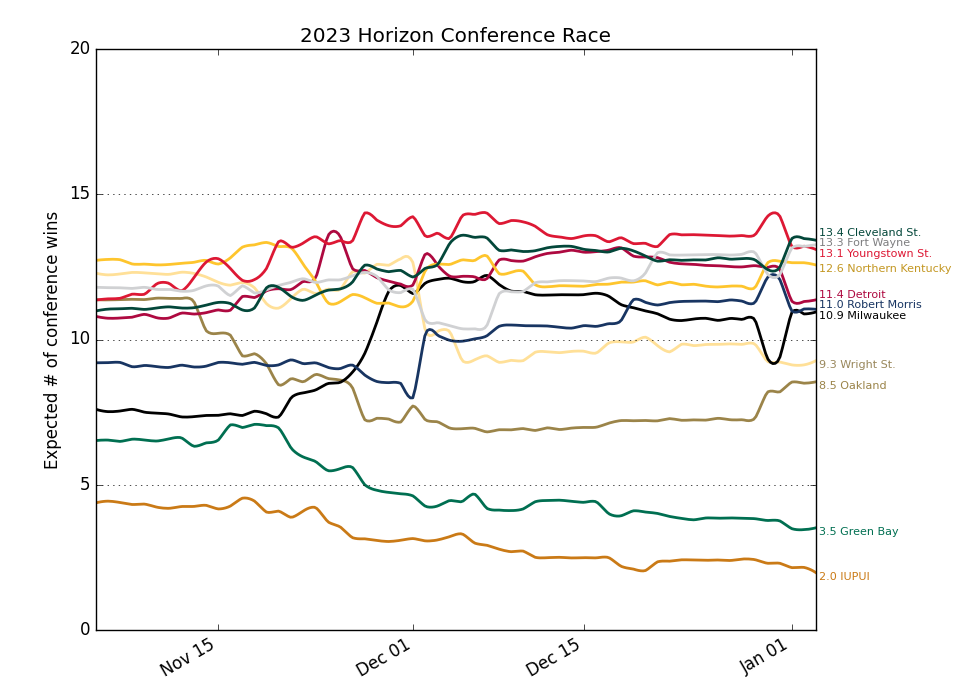 2023 Horizon Conference Race
Expected # of conference wins
20
15
10
5
0
Nov 15
Dec 01
Dec 15
Jan 01
13.4 Cleveland St.
13.3 Fort Wayne
13.1 Youngstown St.
12.6 Northern Kentucky
11.4 Detroit
11.0 Robert Morris
10.9 Milwaukee
9.3 Wright St.
8.5 Oakland
3.5 Green Bay
2.0 IUPUI